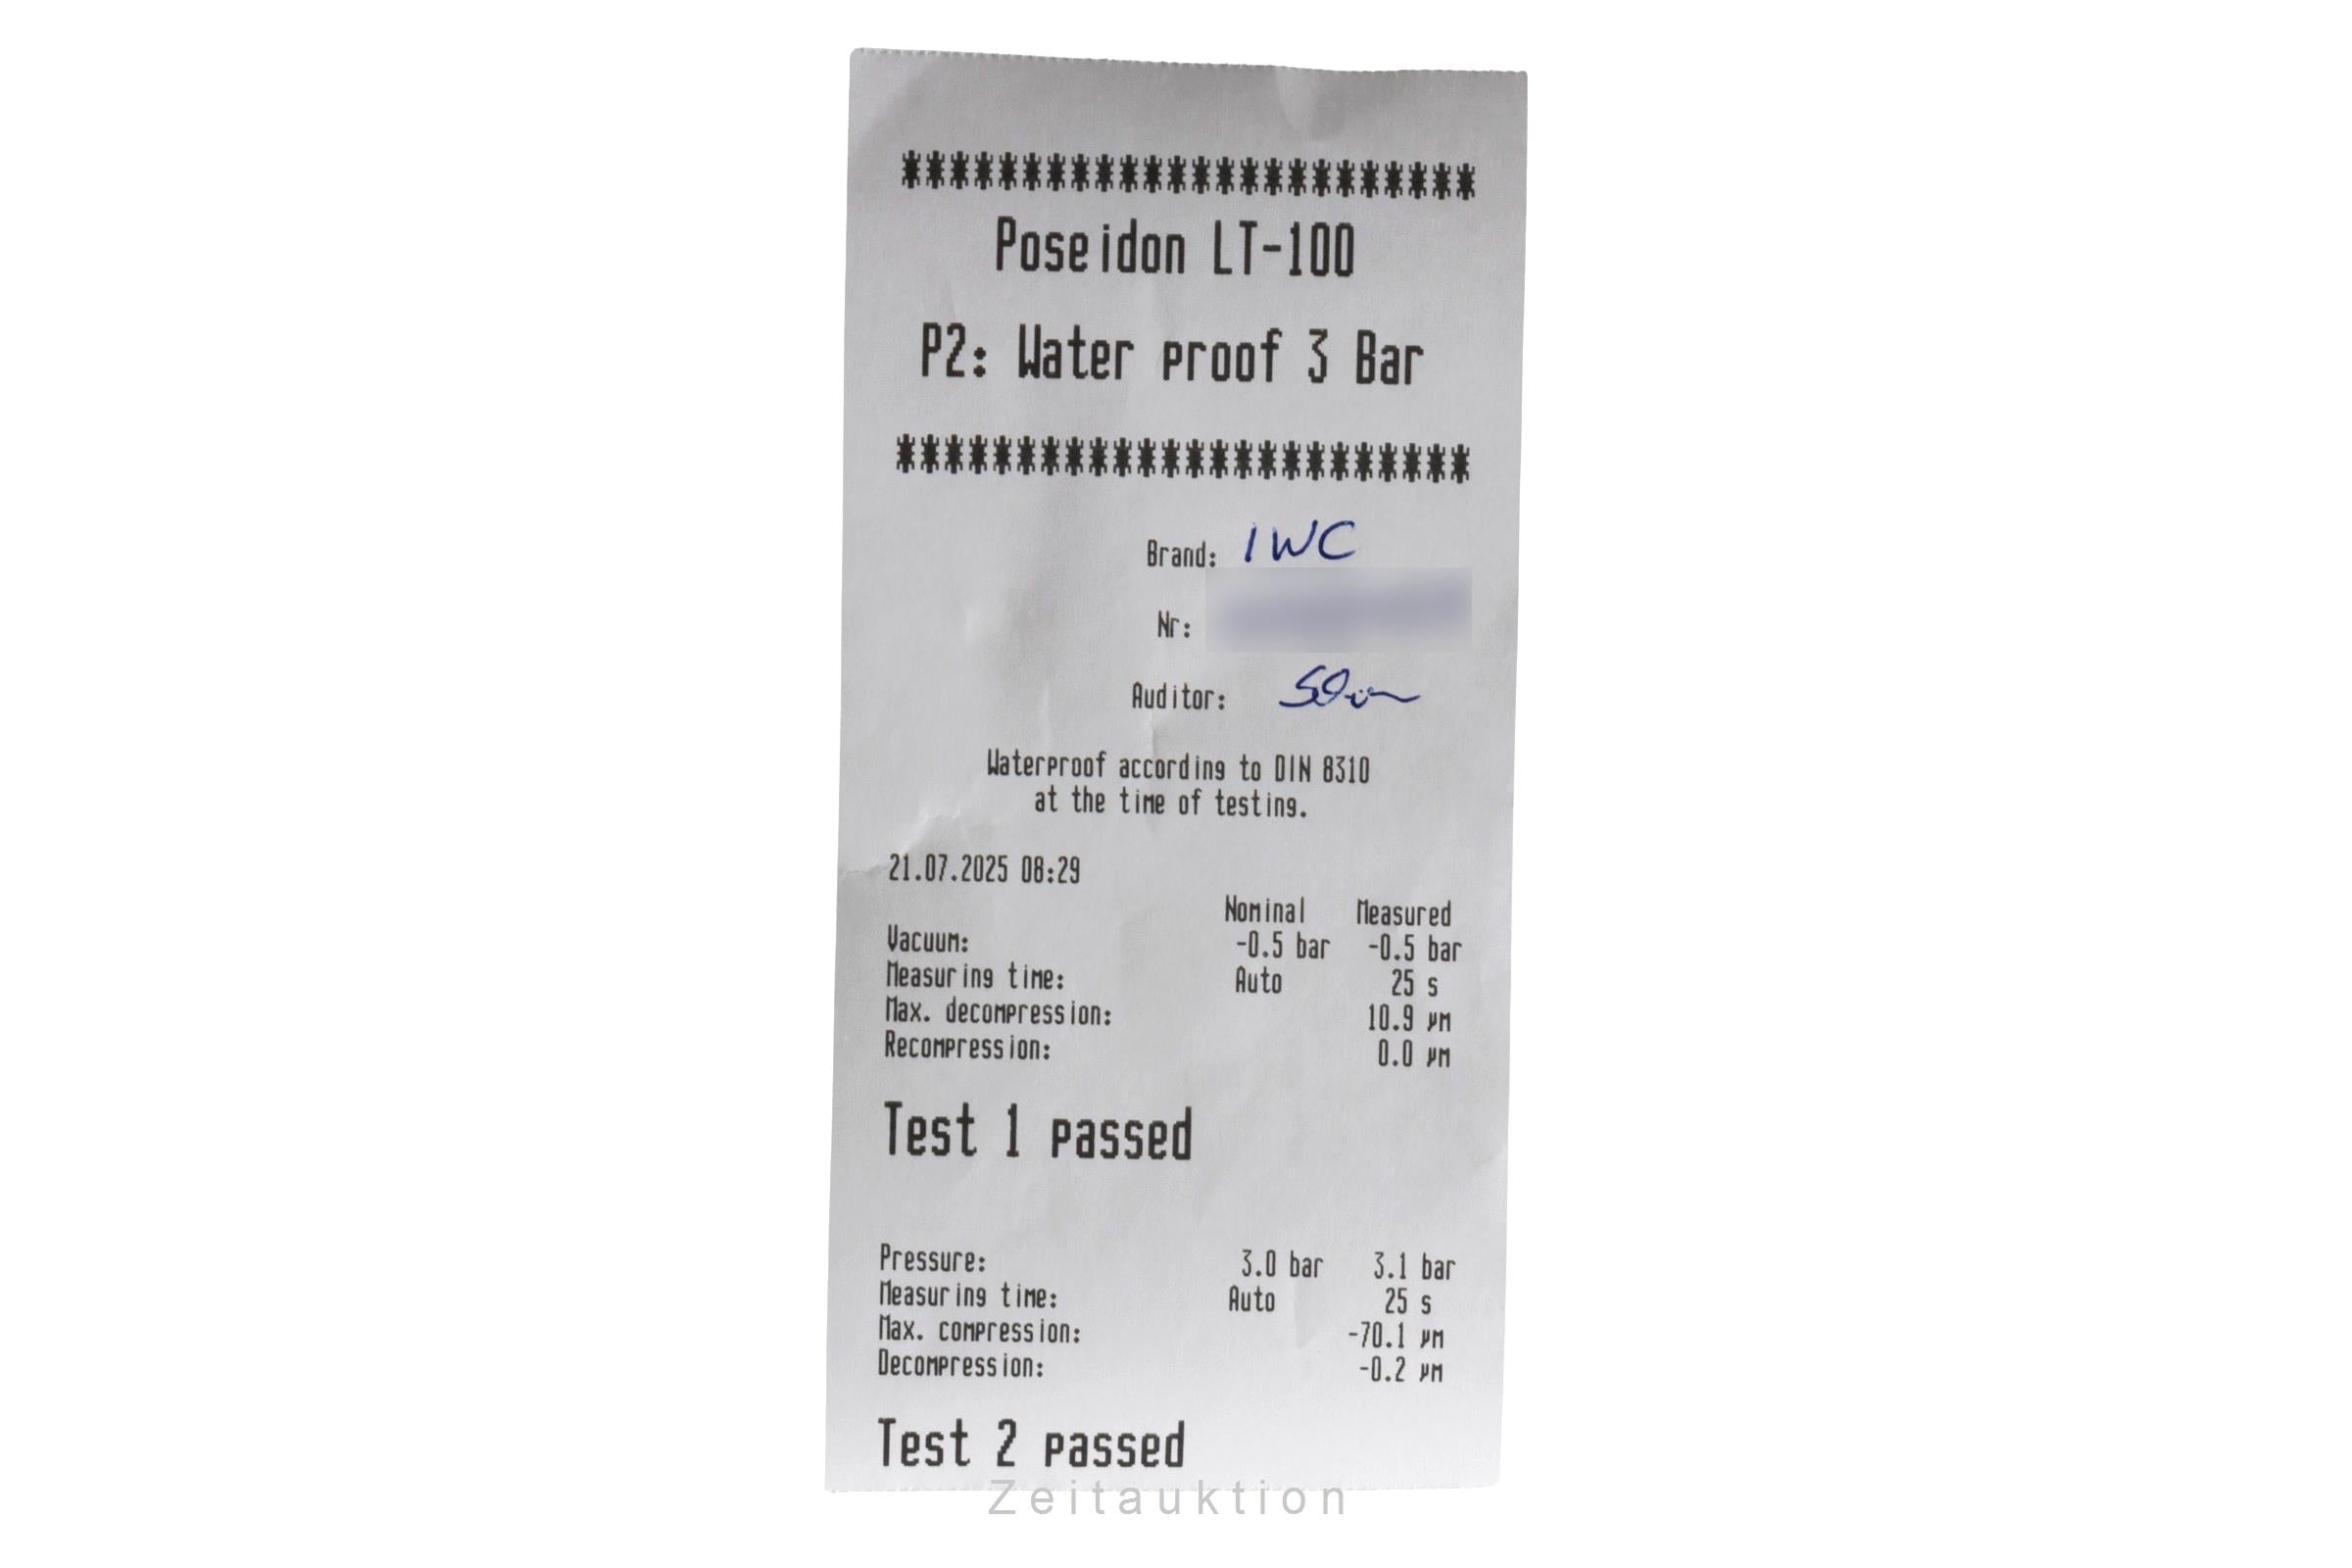 ************************
Poseidon LT-100
P2: Water proof 3 Bar
************************
Brand: IWC
Nr:
Auditor:
Waterproof according to DIN 8310
at the time of testing.
21.07.2025 08:29
Nominal Measured
Vacuum: -0.5 bar -0.5 bar
Measuring time: Auto 25 s
Max. decompression: 10.9 µm
Recompression: 0.0 µm
Test 1 passed
Pressure: 3.0 bar 3.1 bar
Measuring time: Auto 25 s
Max. compression: -70.1 µm
Decompression: -0.2 µm
Test 2 passed
Zeitauktion